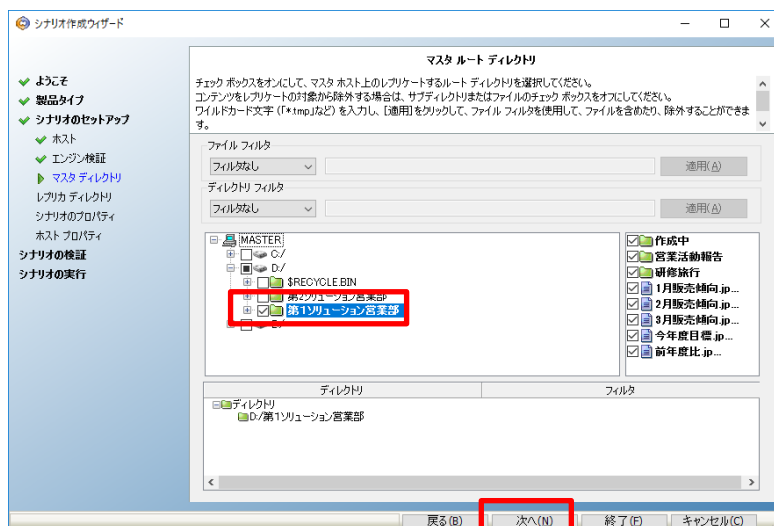 シナリオ作成ウィザード
マスタ ルート ディレクトリ
ようこそ
製品タイプ
シナリオのセットアップ
ホスト
エンジン検証
マスタ ディレクトリ
レプリカ ディレクトリ
シナリオのプロパティ
ホスト プロパティ
シナリオの検証
シナリオの実行
チェック ボックスをオンにして、マスタ ホスト上のレプリケートするルート ディレクトリを選択してください。
コンテンツをレプリケートの対象から除外する場合は、サブディレクトリまたはファイルのチェック ボックスをオフにしてください。
ワイルドカード文字 (「*.tmp」など) を入力し、[適用]をクリックして、ファイル フィルタを使用して、ファイルを含めたり、除外することができま
す。
ファイル フィルタ
フィルタなし
適用(A)
ディレクトリ フィルタ
フィルタなし
適用(A)
MASTER
C:/
D:/
$RECYCLE.BIN
第2ソリューション営業部
第1ソリューション営業部
E:/
作成中
営業活動報告
研修旅行
1月販売傾向.jp...
2月販売傾向.jp...
3月販売傾向.jp...
今年度目標.jp...
前年度比.jp...
ディレクトリ フィルタ
ディレクトリ
D:/第1ソリューション営業部
戻る(B) 次へ(N) 終了(F) キャンセル(C)